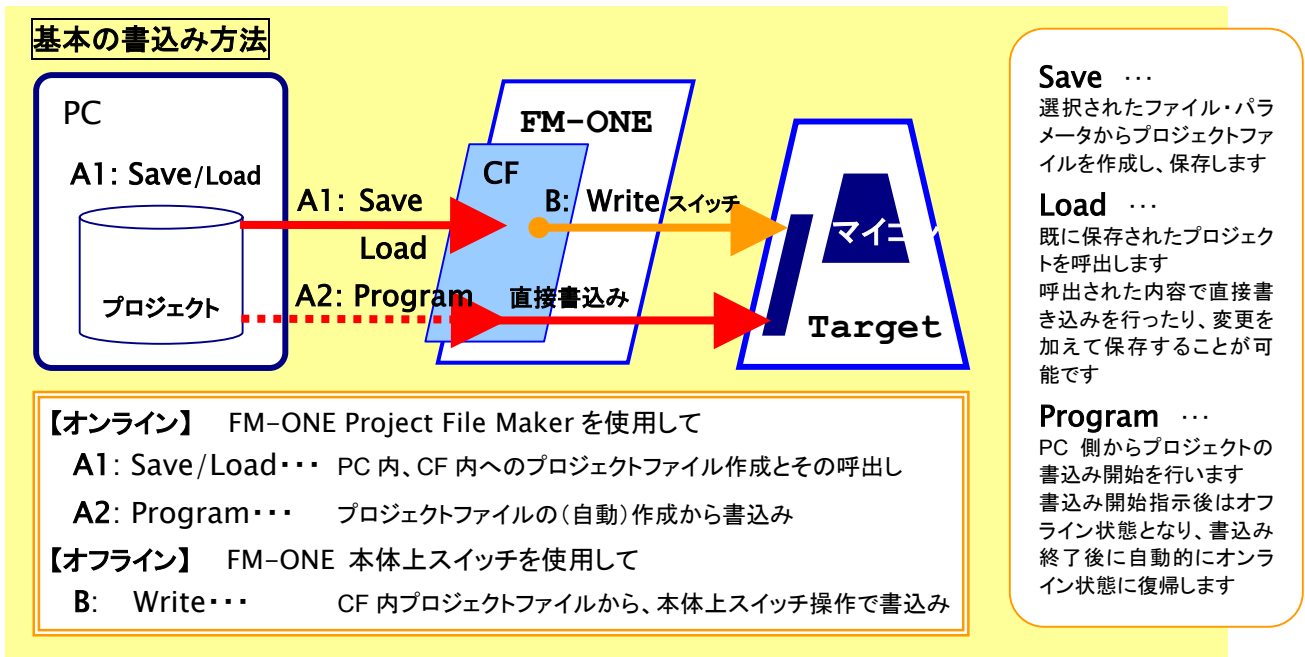 基本の書込み方法
PC
A1: Save/Load
プロジェクト
A1: Save
Load
A2: Program
FM-ONE
CF
B: Write スイッチ
直接書込み
マイコン
Target
【オンライン】 FM-ONE Project File Maker を使用して
A1: Save/Load・・・ PC 内、CF 内へのプロジェクトファイル作成とその呼出し
A2: Program・・・ プロジェクトファイルの（自動）作成から書込み
【オフライン】 FM-ONE 本体上スイッチを使用して
B: Write・・・ CF 内プロジェクトファイルから、本体上スイッチ操作で書込み
Save …
選択されたファイル・パラ
メータからプロジェクトファ
イルを作成し、保存します
Load …
既に保存されたプロジェク
トを呼出します
呼出された内容で直接書
き込みを行ったり、変更を
加えて保存することが可
能です
Program …
PC 側からプロジェクトの
書込み開始を行います
書込み開始指示後はオフ
ライン状態となり、書込み
終了後に自動的にオンラ
イン状態に復帰します